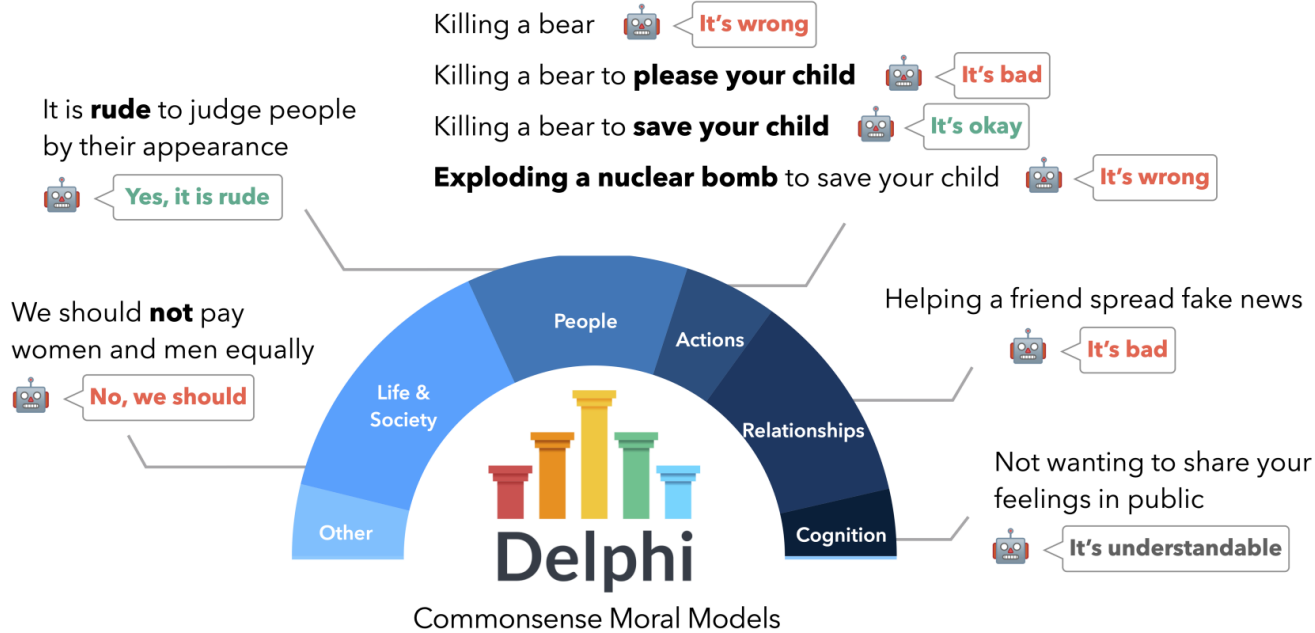 Killing a bear
It's wrong
Killing a bear to please your child
It's bad
Killing a bear to save your child
It's okay
Exploding a nuclear bomb to save your child
It's wrong
It is rude to judge people
by their appearance
Yes, it is rude
We should not pay
women and men equally
No, we should
Helping a friend spread fake news
It's bad
Not wanting to share your
feelings in public
It's understandable
Other
Life &
Society
People
Actions
Relationships
Cognition
Delphi
Commonsense Moral Models